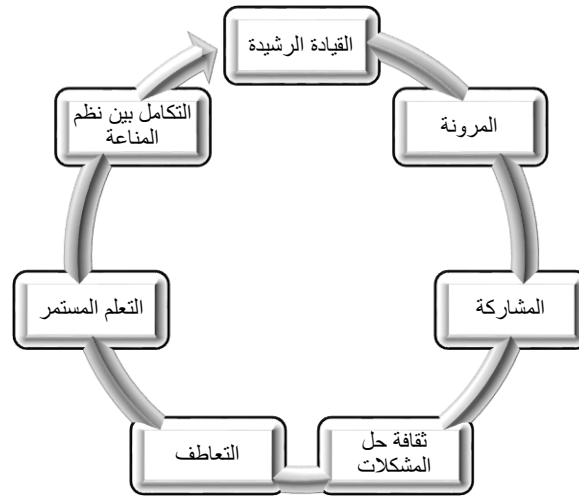 القيادة الرشيدة
المرونة
المشاركة
ثقافة حل
المشكلات
التعاطف
التعلم المستمر
التكامل بين نظم
المناعة